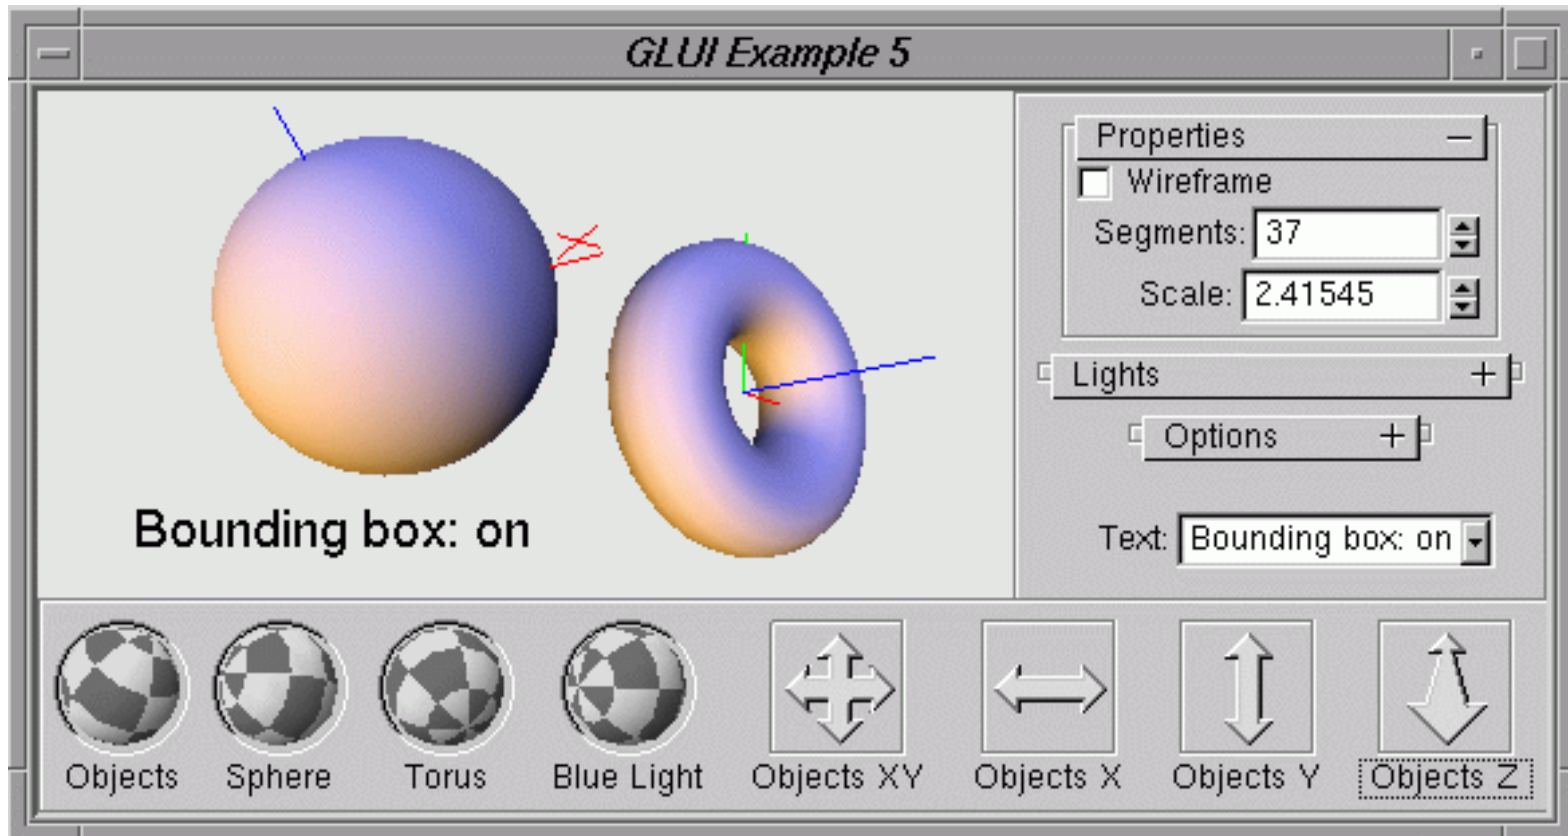 GLUI Example 5
Properties
Wireframe
Segments: 37
Scale: 2.41545
Lights
Options
Text: Bounding box: on
Bounding box: on
Objects
Sphere
Torus
Blue Light
Objects XY
Objects X
Objects Y
Objects Z